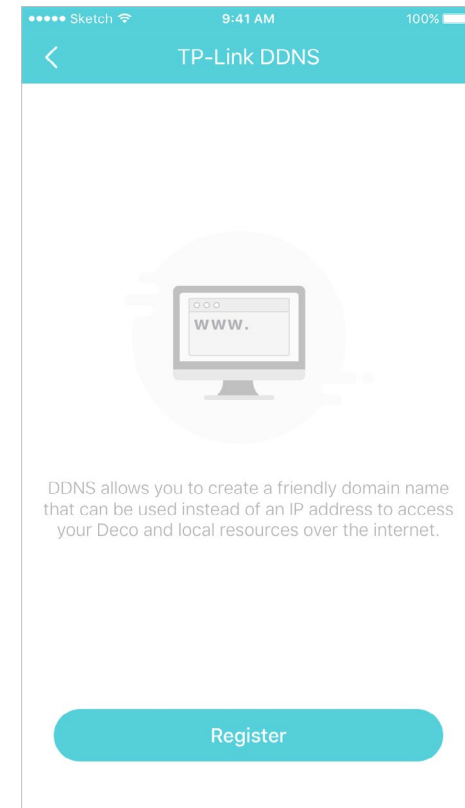 ●●●●● Sketch 9:41 AM 100%
TP-Link DDNS
www.
DDNS allows you to create a friendly domain name
that can be used instead of an IP address to access
your Deco and local resources over the internet.
Register